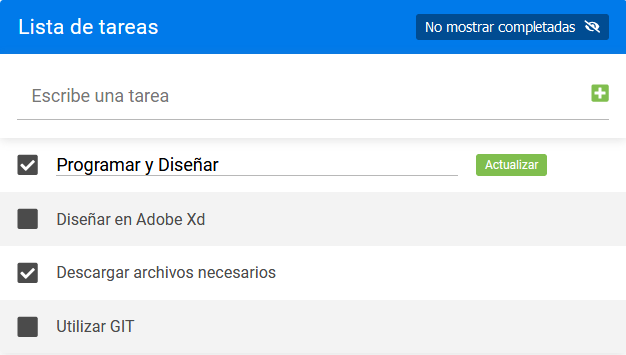 Lista de tareas
No mostrar completadas
Escribe una tarea
Programar y Diseñar
Actualizar
Diseñar en Adobe Xd
Descargar archivos necesarios
Utilizar GIT